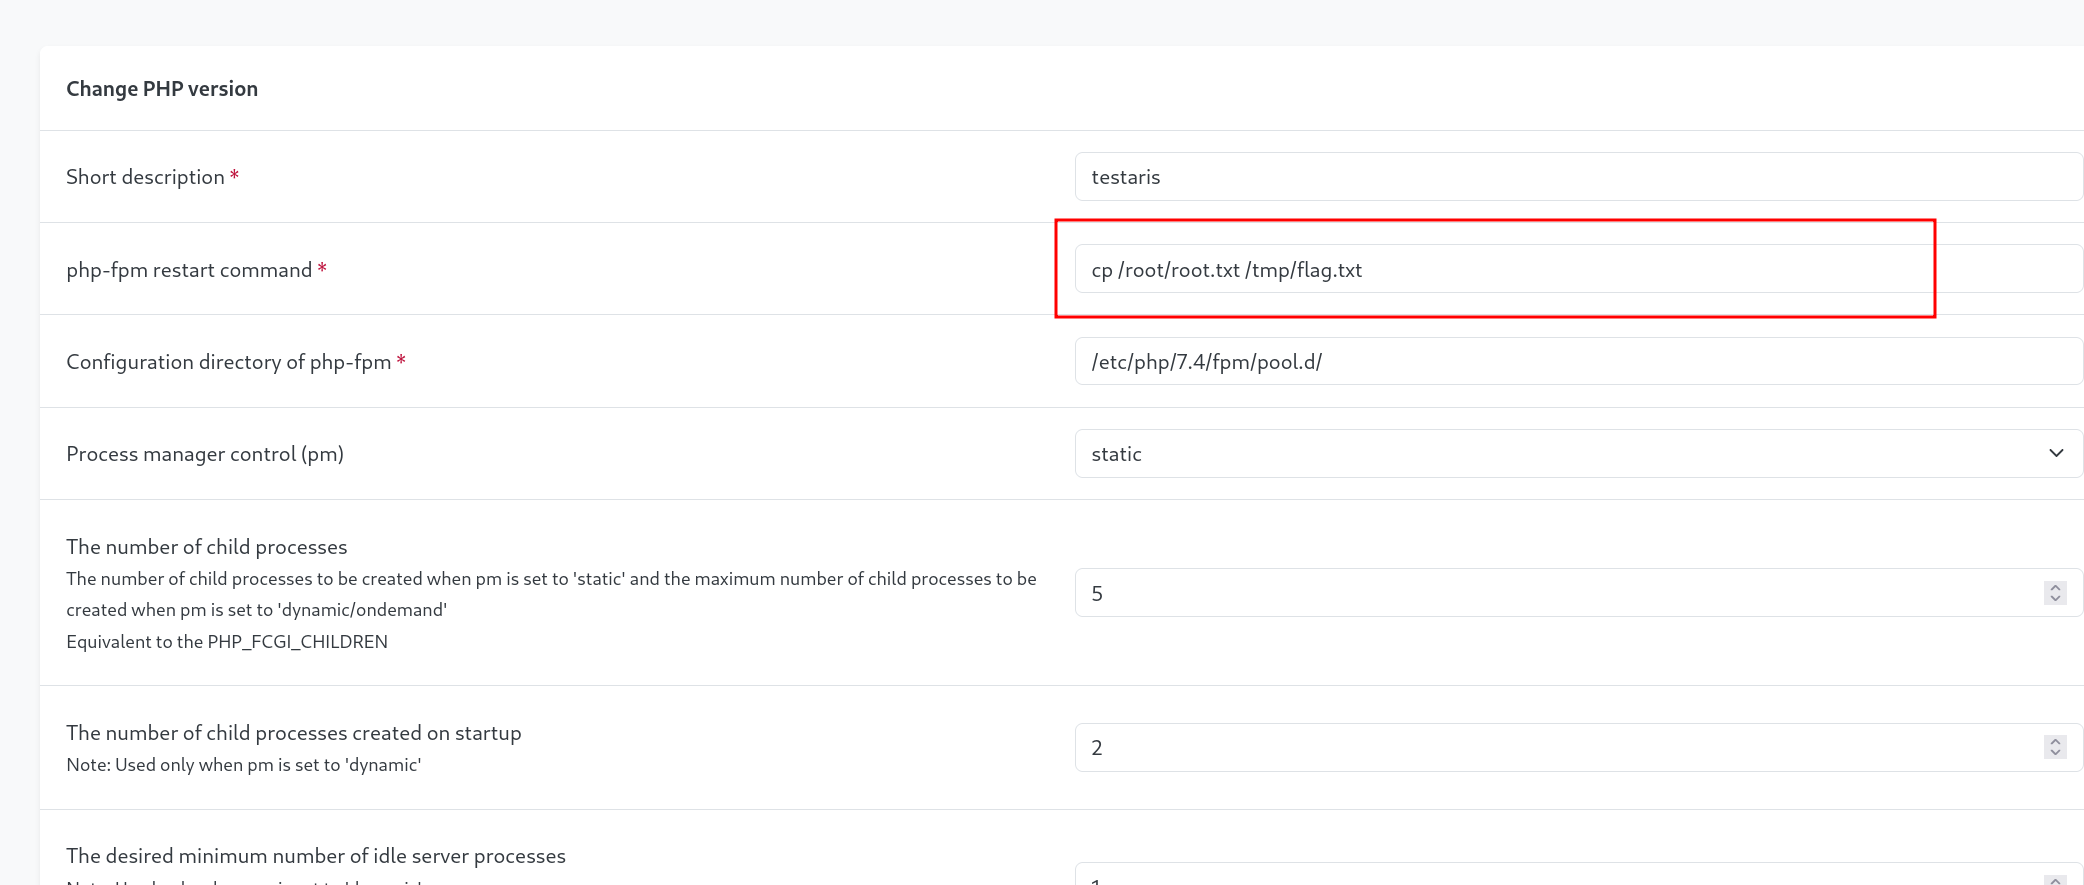 Change PHP version
Short description *
testaris
php-fpm restart command *
cp /root/root.txt /tmp/flag.txt
Configuration directory of php-fpm *
/etc/php/7.4/fpm/pool.d/
Process manager control (pm)
static
The number of child processes
The number of child processes to be created when pm is set to 'static' and the maximum number of child processes to be
created when pm is set to 'dynamic/ondemand'
Equivalent to the PHP_FCGI_CHILDREN
5
The number of child processes created on startup
Note: Used only when pm is set to 'dynamic'
2
The desired minimum number of idle server processes